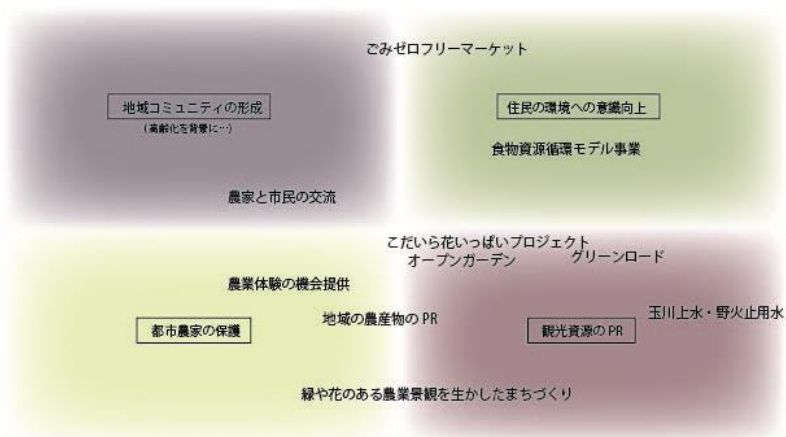 ごみゼロフリーマーケット
地域コミュニティの形成
(高齢化を背景に…)
住民の環境への意識向上
食物資源循環モデル事業
農家と市民の交流
こだいら花いっぱいプロジェクト
オープンガーデン
グリーンロード
農業体験の機会提供
地域の農産物の PR
玉川上水・野火止用水
都市農家の保護
観光資源の PR
緑や花のある農業景観を生かしたまちづくり